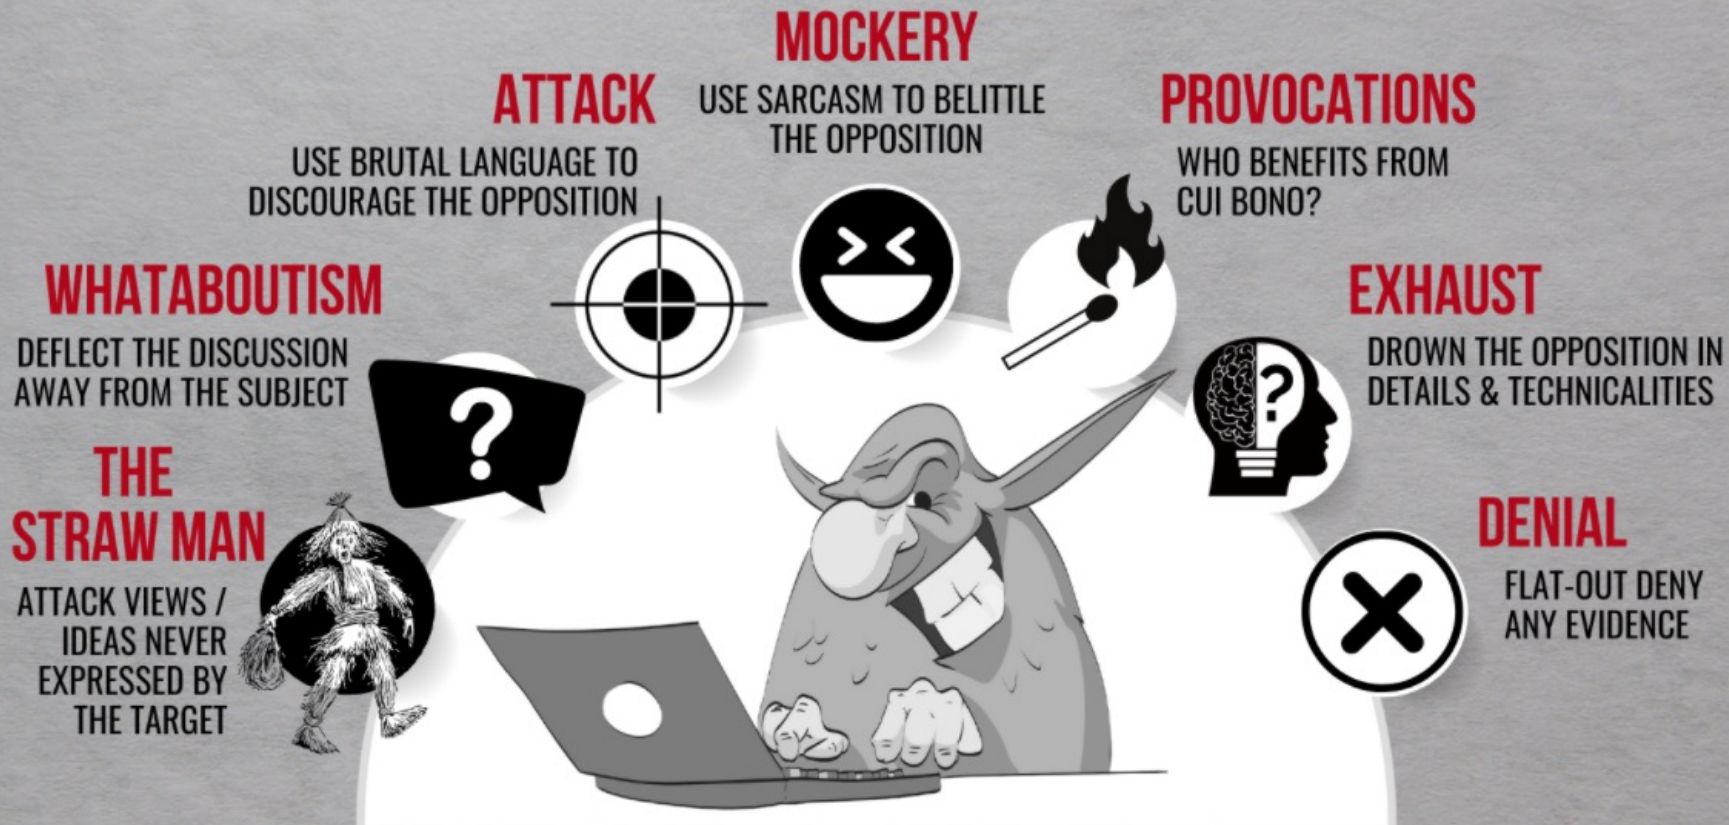 MOCKERY
USE SARCASM TO BELITTLE
THE OPPOSITION
ATTACK
USE BRUTAL LANGUAGE TO
DISCOURAGE THE OPPOSITION
PROVOCATIONS
WHO BENEFITS FROM
CUI BONO?
WHATABOUTISM
DEFLECT THE DISCUSSION
AWAY FROM THE SUBJECT
?
EXHAUST
DROWN THE OPPOSITION IN
DETAILS & TECHNICALITIES
?
THE
STRAW MAN
ATTACK VIEWS /
IDEAS NEVER
EXPRESSED BY
THE TARGET
DENIAL
FLAT-OUT DENY
ANY EVIDENCE